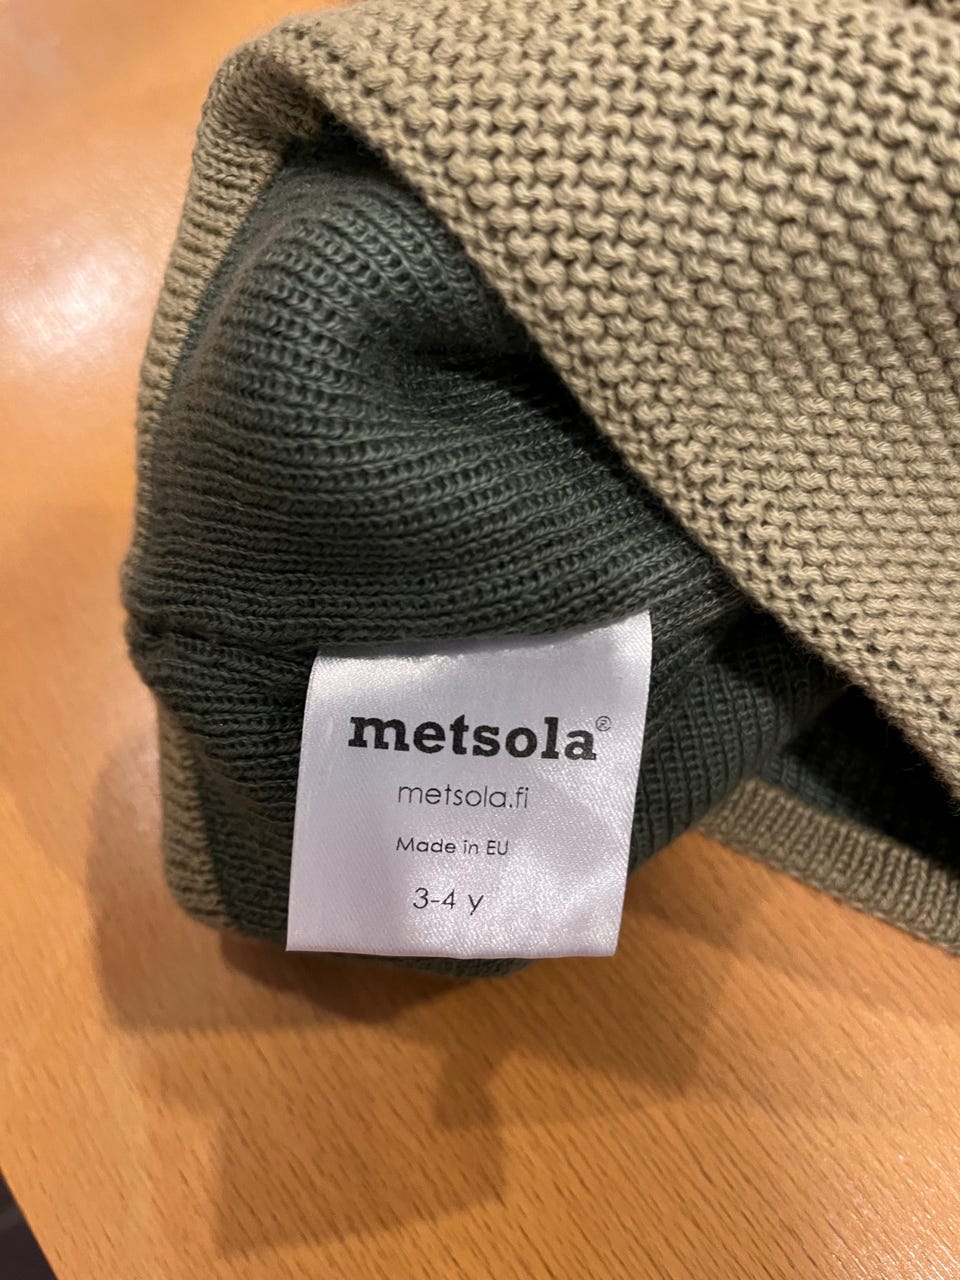 metsola®
metsola.fi
Made in EU
3-4 y